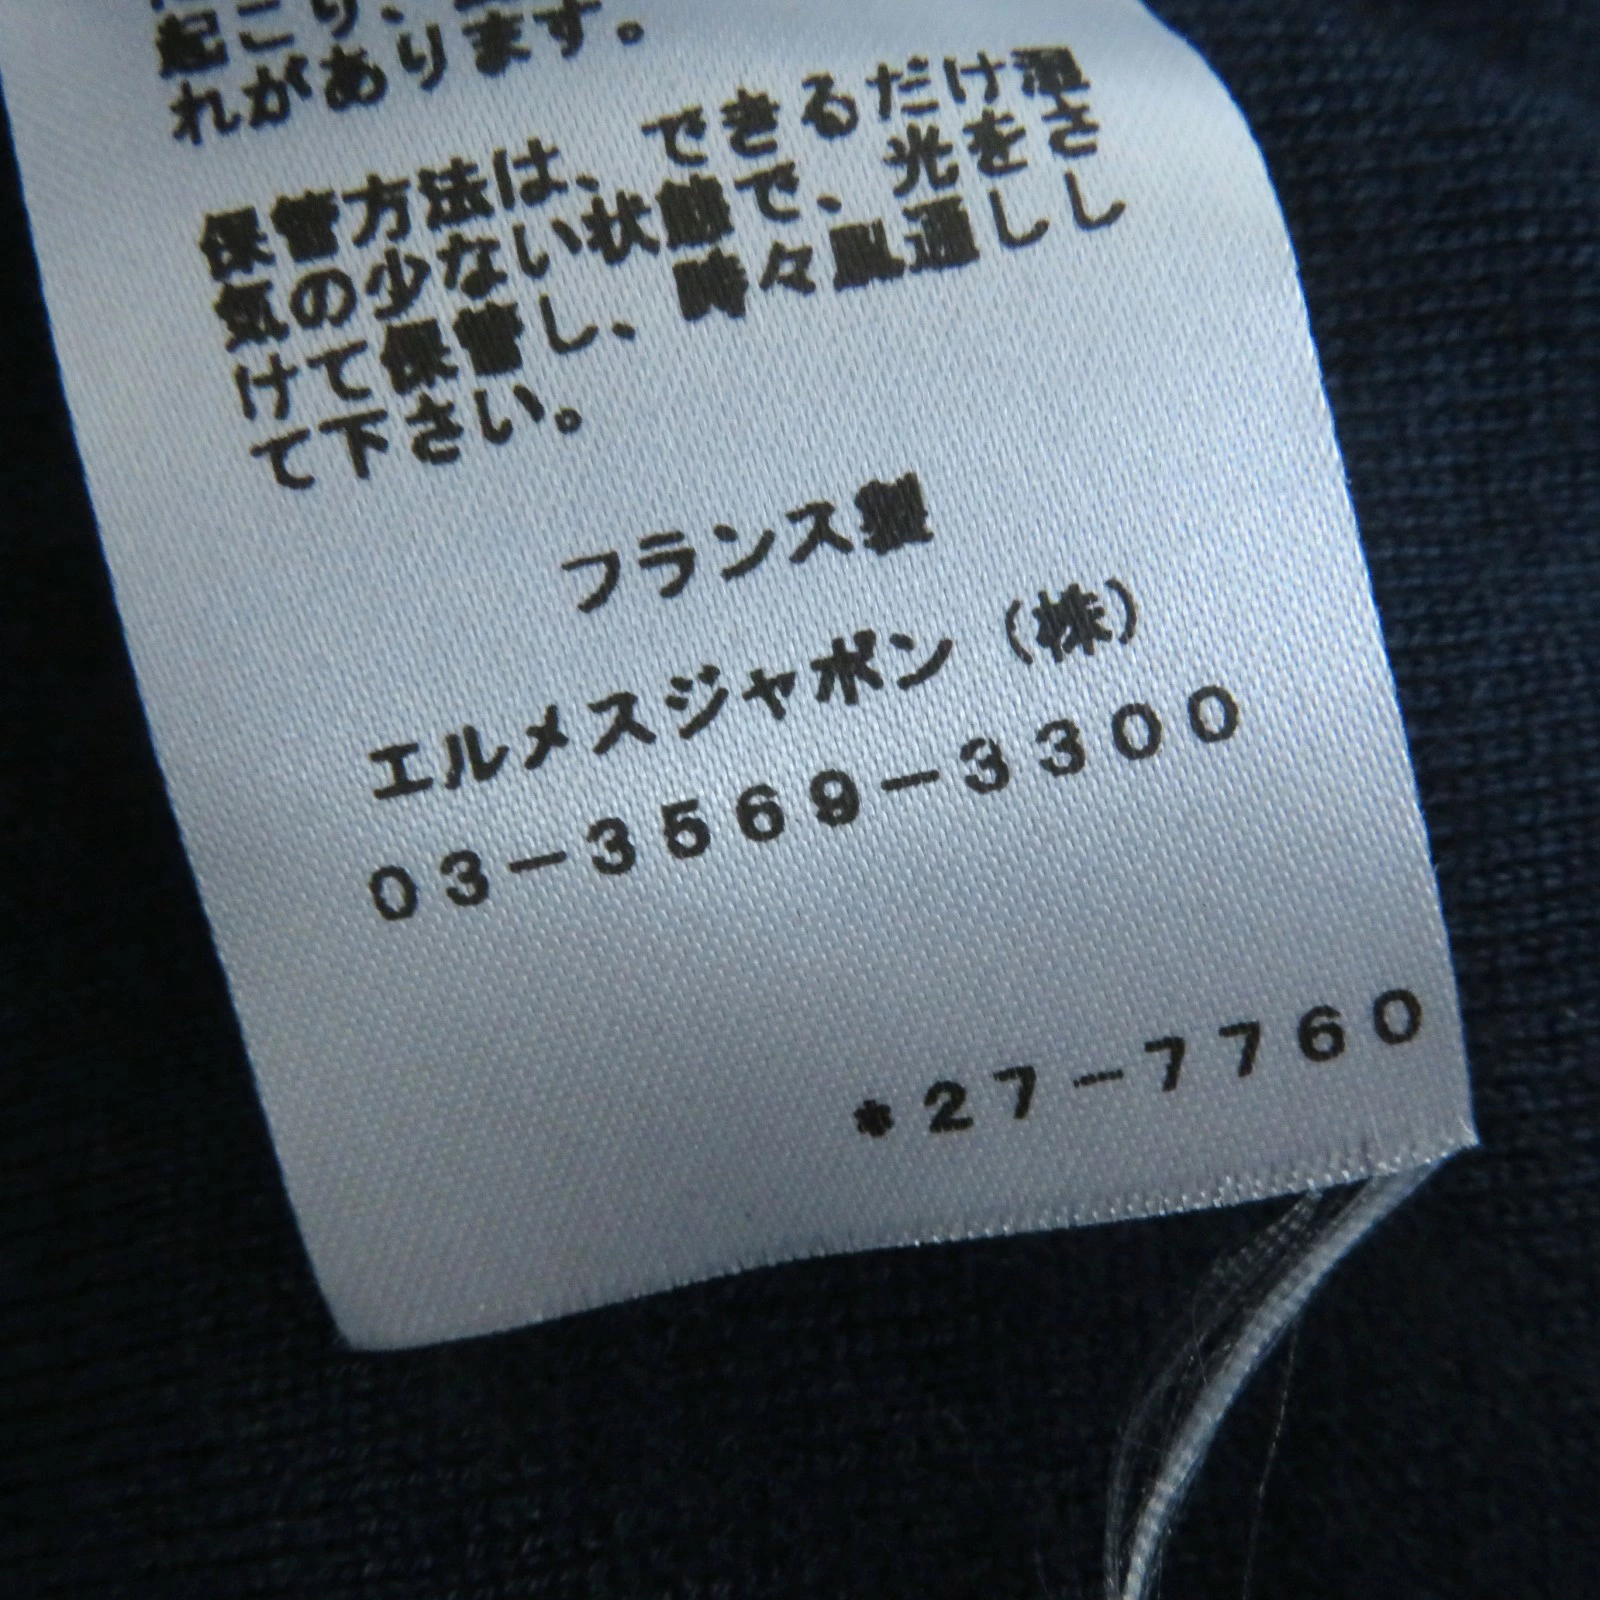 起こり、
れがあります。
保管方法は、できるだけ湿
気の少ない状態で、光をさ
けて保管し、時々風通しし
て下さい。
フランス製
エルメスジャポン（株）
03-3569-3300
*27-7760